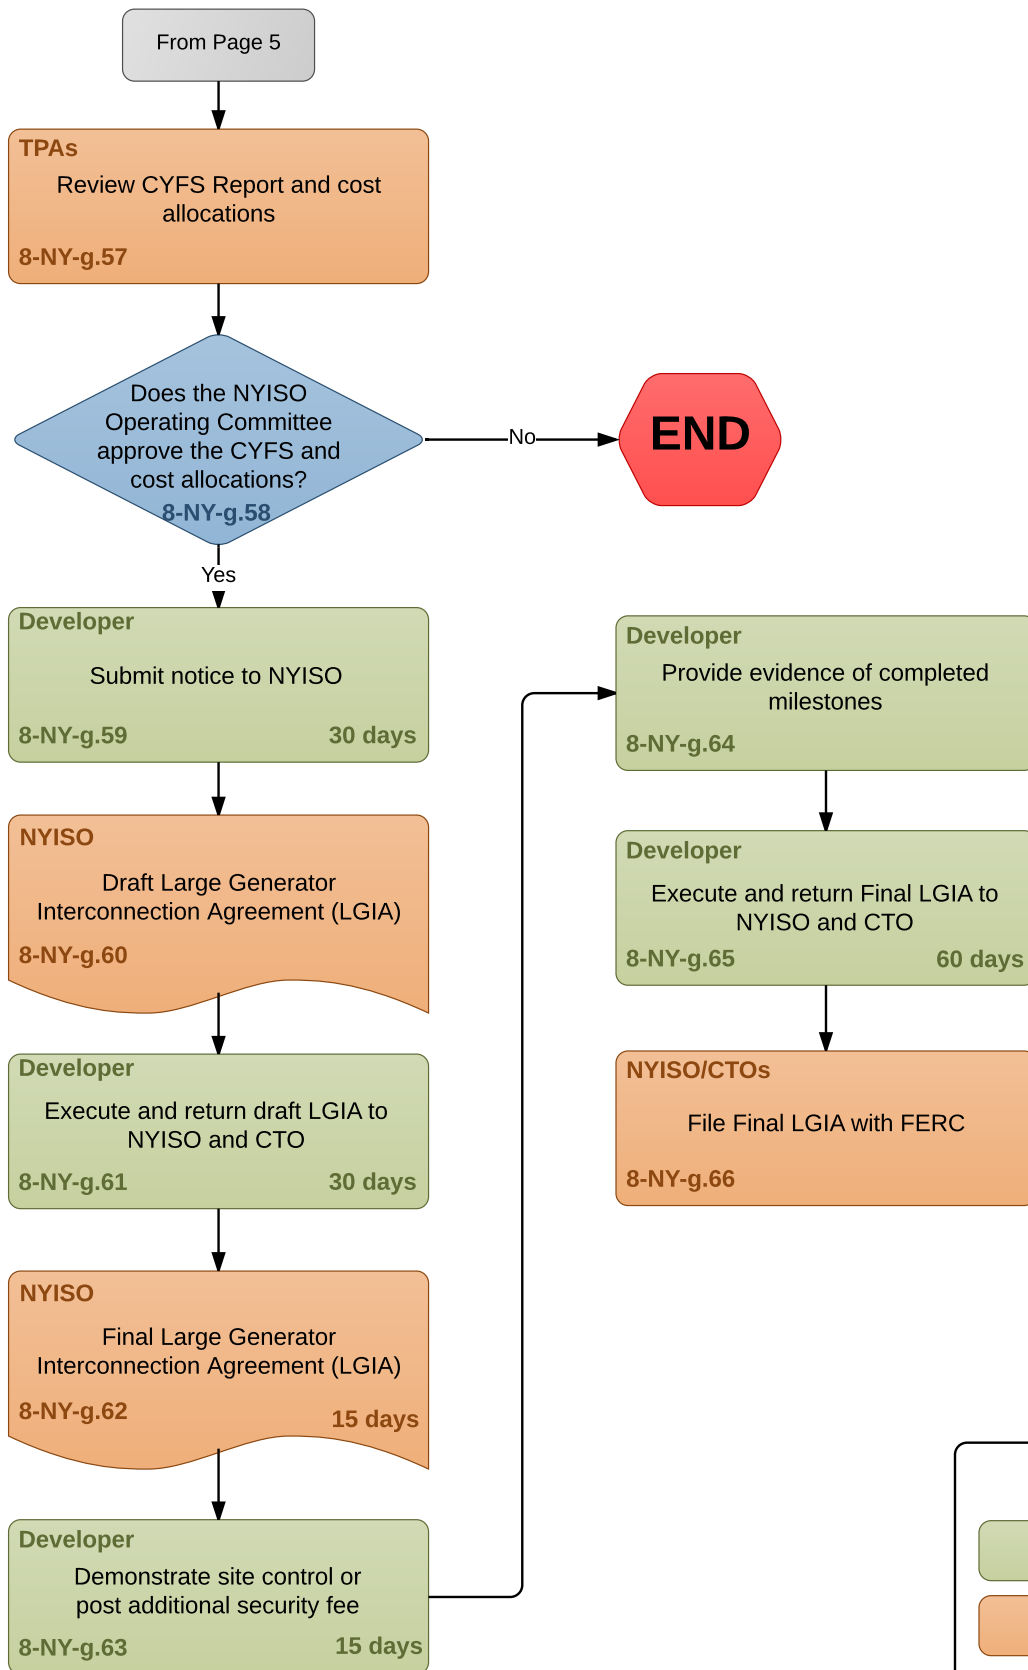 From Page 5
TPAs
Review CYFS Report and cost
allocations
8-NY-g.57
Does the NYISO
Operating Committee
approve the CYFS and
cost allocations?
8-NY-g.58
No
END
Yes
Developer
Submit notice to NYISO
8-NY-g.59
30 days
NYISO
Draft Large Generator
Interconnection Agreement (LGIA)
8-NY-g.60
Developer
Execute and return draft LGIA to
NYISO and CTO
8-NY-g.61
30 days
NYISO
Final Large Generator
Interconnection Agreement (LGIA)
8-NY-g.62
15 days
Developer
Demonstrate site control or
post additional security fee
8-NY-g.63
15 days
Developer
Provide evidence of completed
milestones
8-NY-g.64
Developer
Execute and return Final LGIA to
NYISO and CTO
8-NY-g.65
60 days
NYISO/CTOs
File Final LGIA with FERC
8-NY-g.66